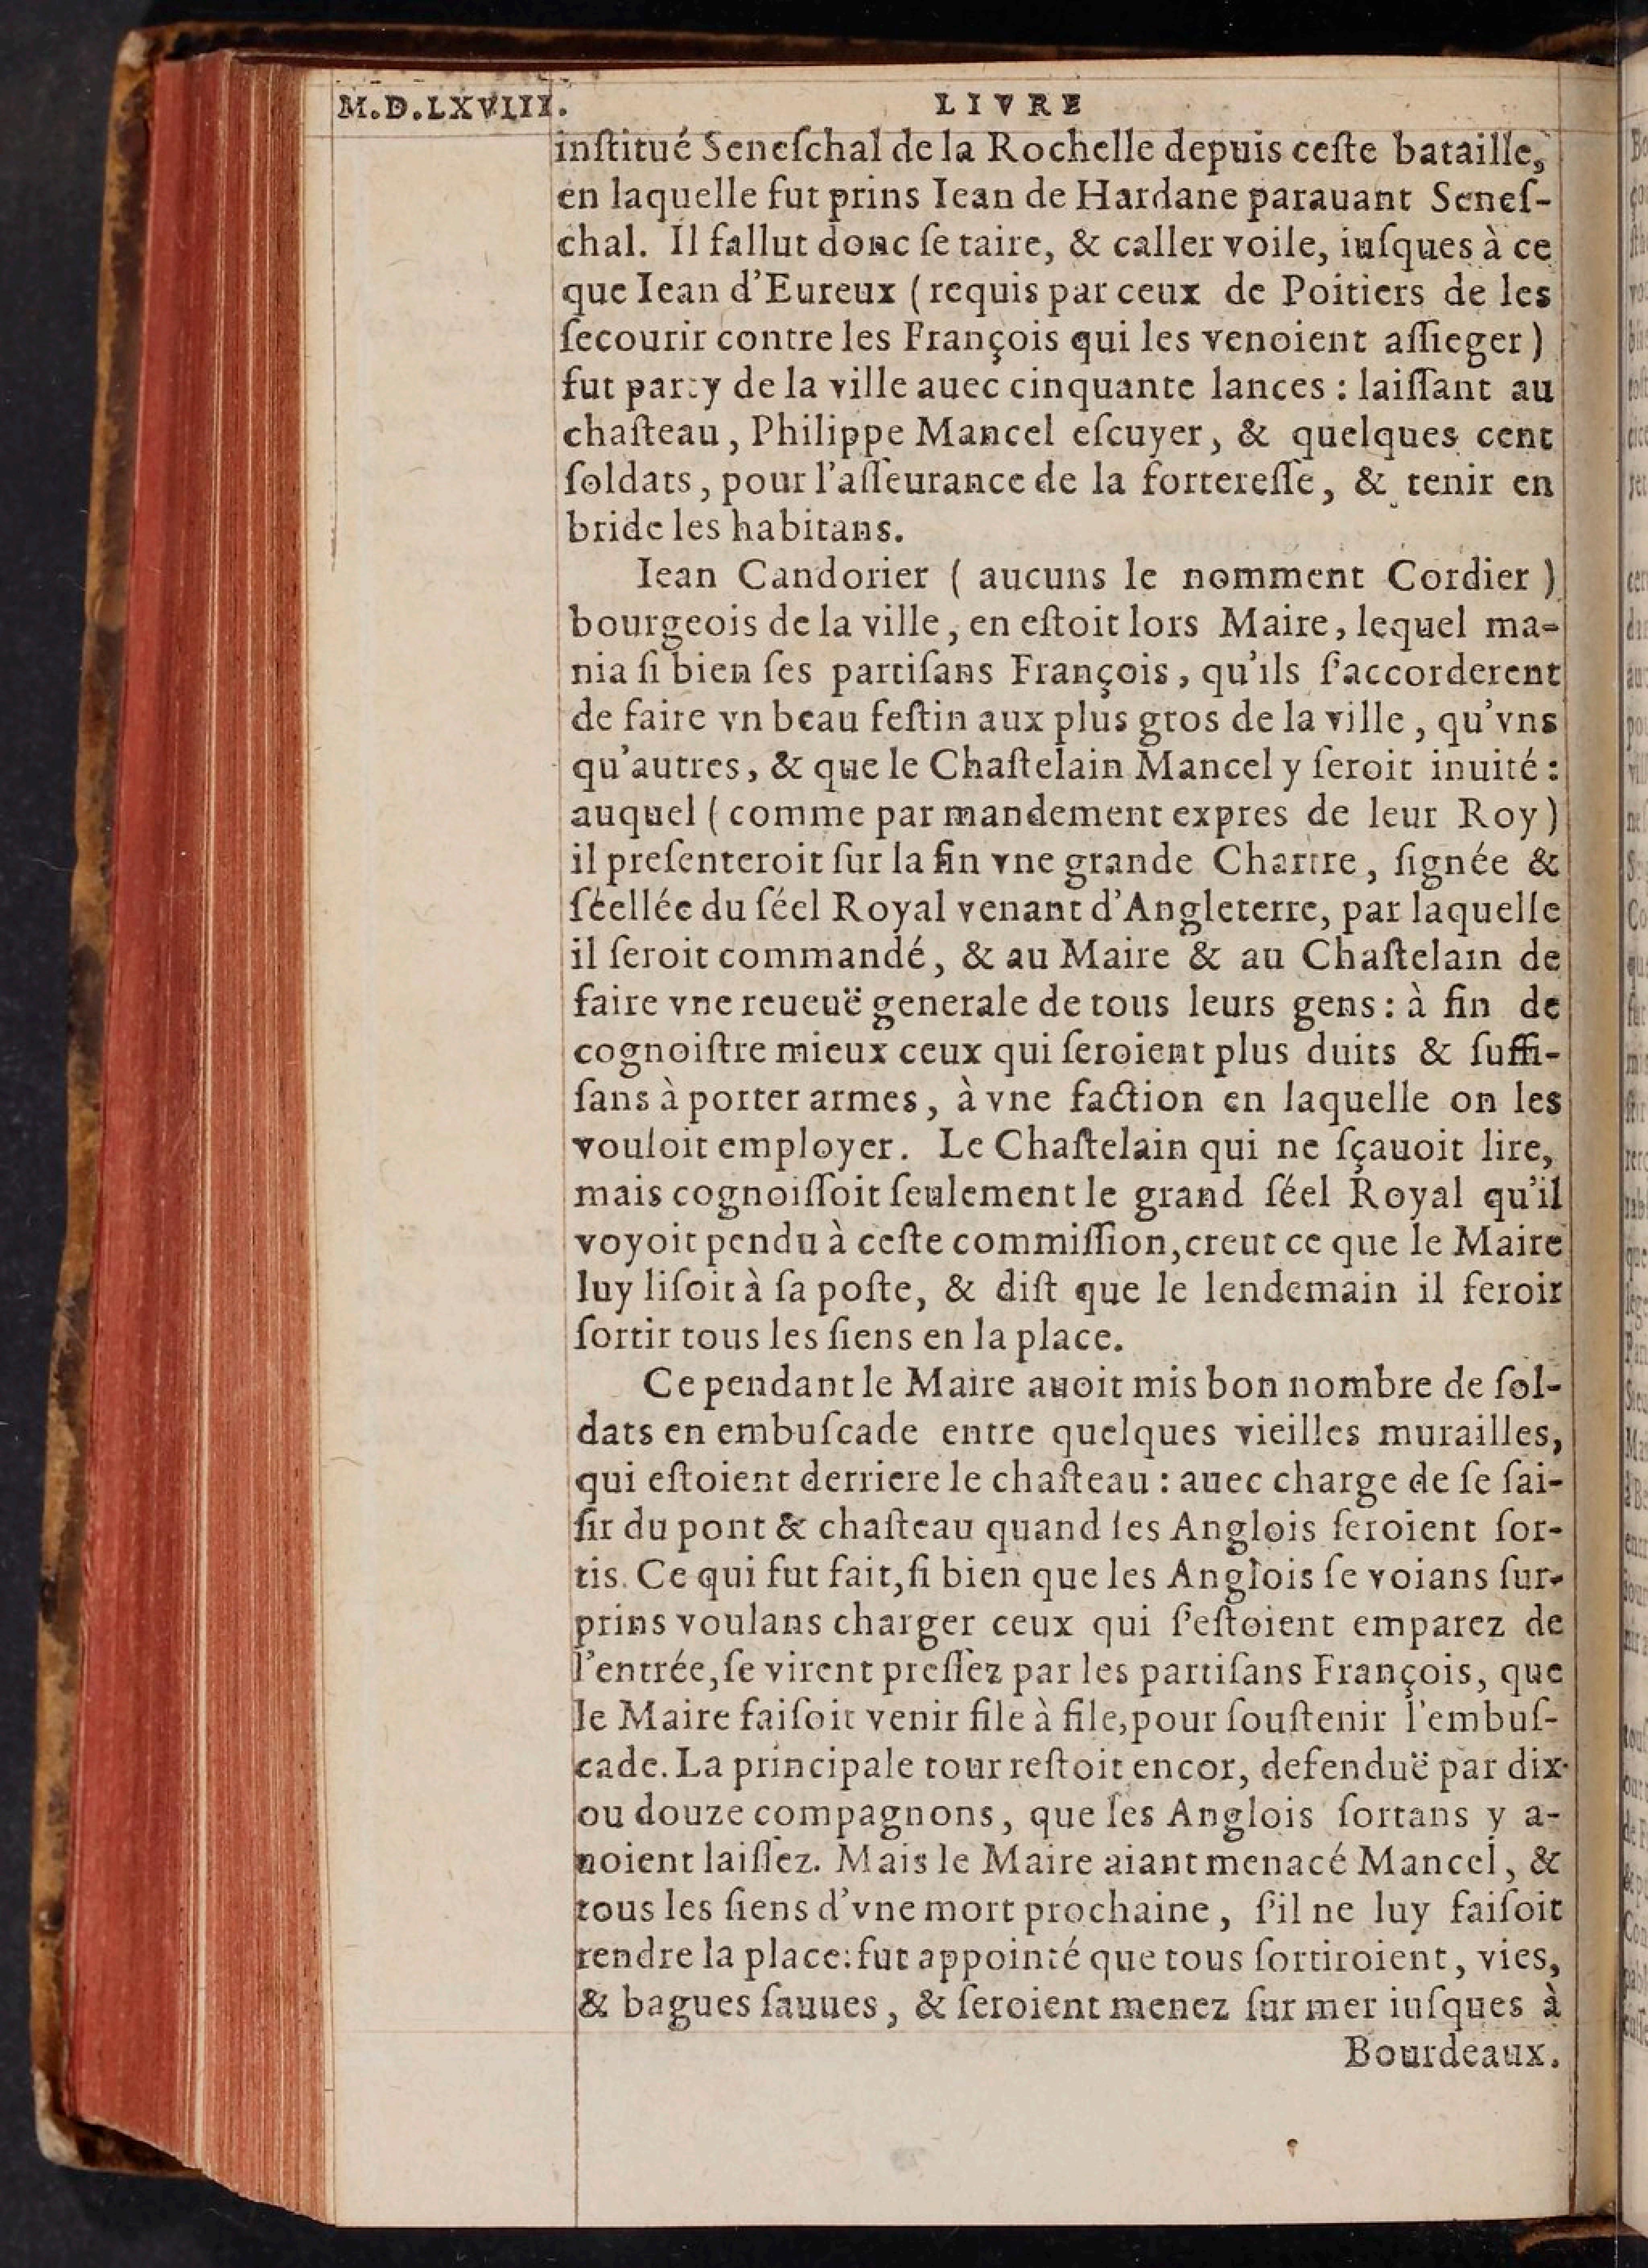 M.D.LXVIII. LIVRE
inſtitué Seneſchal de la Rochelle depuis ceſte bataille,
en laquelle fut prins Iean de Hardane parauant Seneſ-
chal. Il fallut donc ſe taire, & caller voile, iuſques à ce
que Iean d'Eureux (requis par ceux de Poitiers de les
ſecourir contre les François qui les venoient aſſieger)
fut party de la ville auec cinquante lances : laiſſant au
chaſteau, Philippe Mancel eſcuyer, & quelques cent
ſoldats, pour l'aſſeurance de la fortereſſe, & tenir en
bride les habitans.
Iean Candorier ( aucuns le nomment Cordier )
bourgeois de la ville, en eſtoit lors Maire, lequel ma-
nia ſi bien ſes partiſans François, qu'ils ſ'accorderent
de faire vn beau feſtin aux plus gros de la ville, qu'vns
qu'autres, & que le Chaſtelain Mancel y ſeroit inuité :
auquel (comme par mandement expres de leur Roy)
il preſenteroit ſur la fin vne grande Chartre, ſignée &
ſéellée du ſéel Royal venant d'Angleterre, par laquelle
il ſeroit commandé, & au Maire & au Chaſtelain de
faire vne reueuë generale de tous leurs gens : à fin de
cognoiſtre mieux ceux qui ſeroient plus duits & ſuffi-
ſans à porter armes, à vne faction en laquelle on les
vouloit employer. Le Chaſtelain qui ne ſçauoit lire,
mais cognoiſſoit ſeulement le grand ſéel Royal qu'il
voyoit pendu à ceſte commiſſion, creut ce que le Maire
luy liſoit à ſa poſte, & diſt que le lendemain il feroit
ſortir tous les ſiens en la place.
Ce pendant le Maire auoit mis bon nombre de ſol-
dats en embuſcade entre quelques vieilles murailles,
qui eſtoient derriere le chaſteau : auec charge de ſe ſai-
ſir du pont & chaſteau quand les Anglois ſeroient ſor-
tis. Ce qui fut fait, ſi bien que les Anglois ſe voians ſur-
prins voulans charger ceux qui ſ'eſtoient emparez de
l'entrée, ſe virent preſſez par les partiſans François, que
le Maire faiſoit venir file à file, pour ſouſtenir l'embuſ-
cade. La principale tour reſtoit encor, defenduë par dix
ou douze compagnons, que les Anglois ſortans y a-
uoient laiſſez. Mais le Maire aiant menacé Mancel, &
tous les ſiens d'vne mort prochaine, ſ'il ne luy faiſoit
rendre la place: fut appointé que tous ſortiroient, vies,
& bagues ſauues, & ſeroient menez ſur mer iuſques à
Bourdeaux.